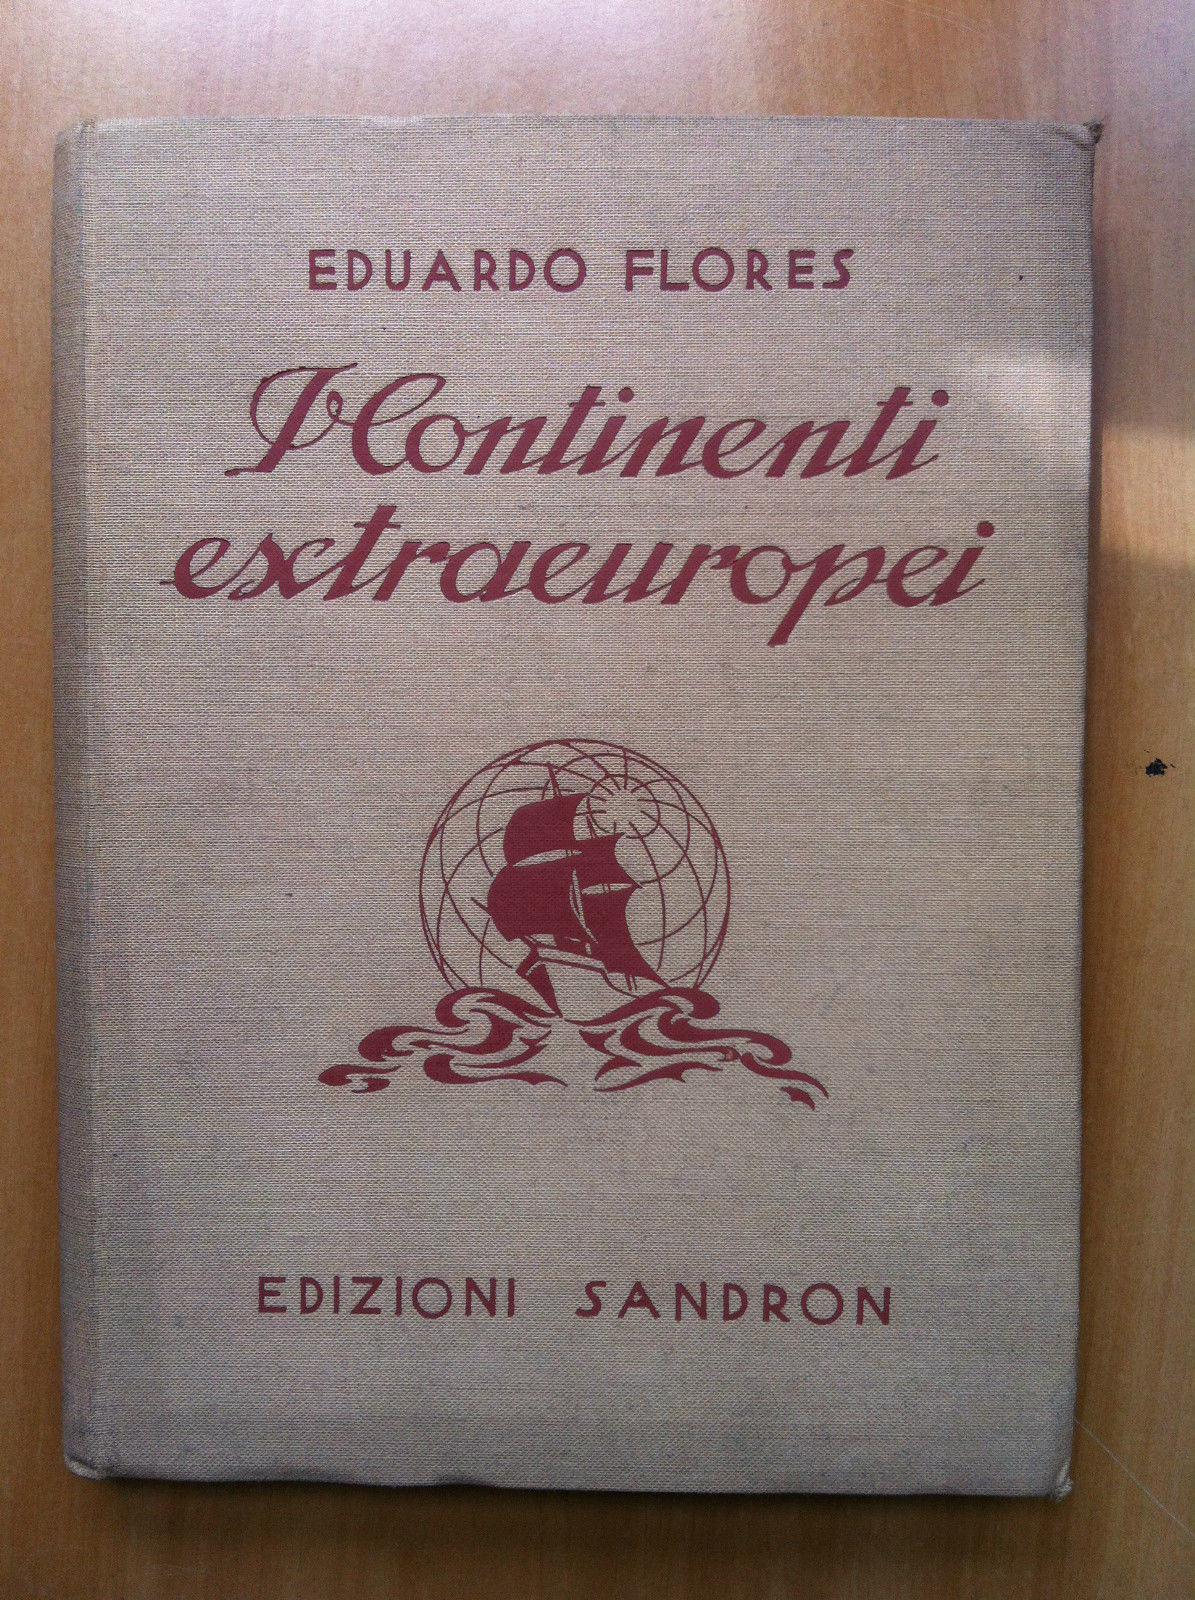 EDUARDO FLORES
I Continenti
extraeuropei
EDIZIONI SANDRON